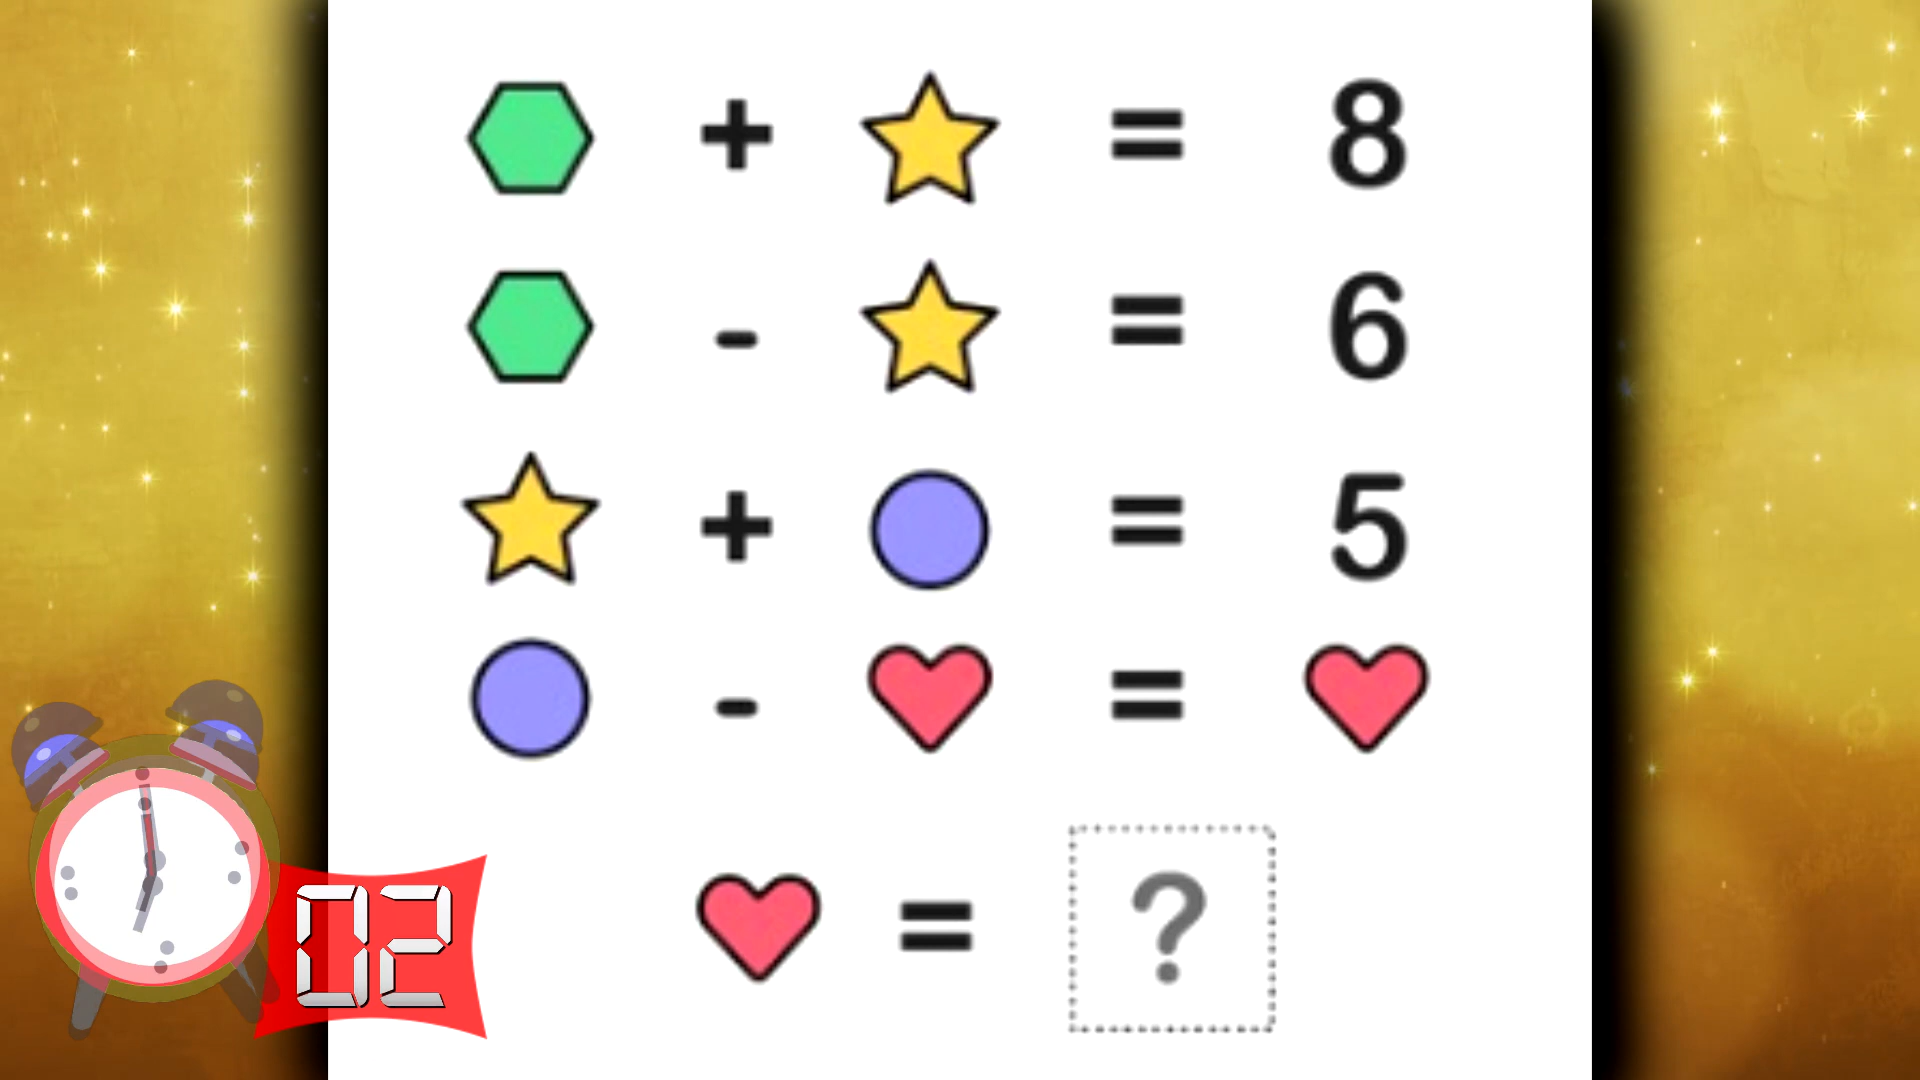 + = 8
- = 6
+ = 5
- =
= ?
02